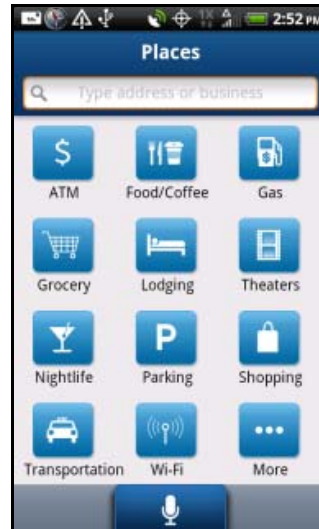 1X
2:52 PM
Places
Type address or business
$
ATM
Food/Coffee
Gas
Grocery
Lodging
Theaters
Nightlife
P
Parking
Shopping
Transportation
Wi-Fi
More